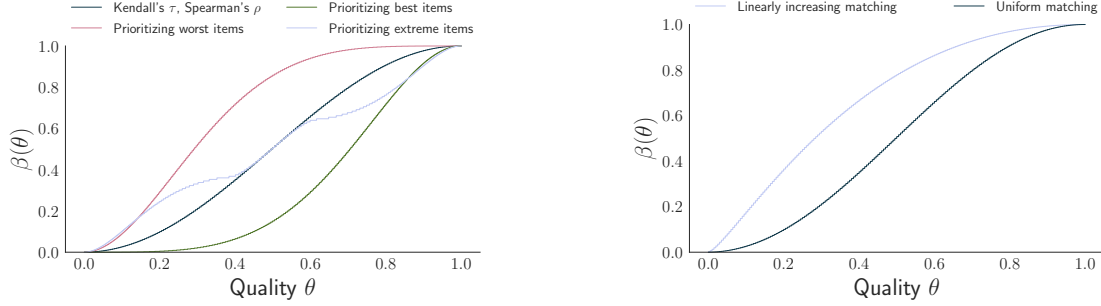 Kendall's τ, Spearman's ρ
Prioritizing best items
Prioritizing worst items
Prioritizing extreme items
1.0
0.8
0.6
0.4
0.2
0.0
β(θ)
0.0 0.2 0.4 0.6 0.8 1.0
Quality θ
Linearly increasing matching
Uniform matching
1.0
0.8
0.6
0.4
0.2
0.0
β(θ)
0.0 0.2 0.4 0.6 0.8 1.0
Quality θ